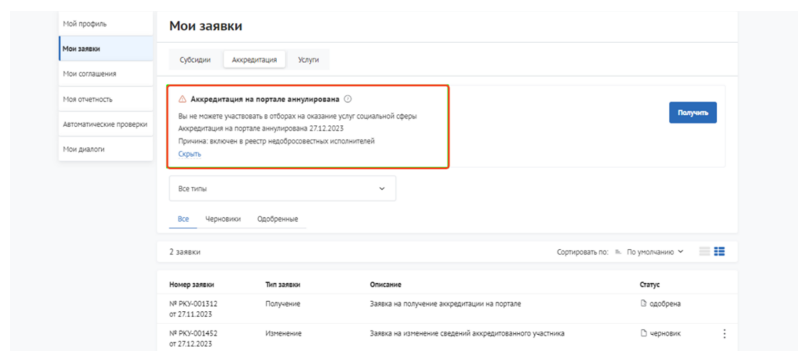 Мой профиль
Мои заявки
Мои соглашения
Моя отчетность
Автоматические проверки
Мои диалоги
Мои заявки
Субсидии Аккредитация Услуги
Аккредитация на портале аннулирована
Вы не можете участвовать в отборах на оказание услуг социальной сферы
Аккредитация на портале аннулирована 27.12.2023
Причина: включен в реестр недобросовестных исполнителей
Скрыть
Получить
Все типы
Все Черновики Одобренные
2 заявки Сортировать по: По умолчанию
Номер заявки Тип заявки Описание Статус
№ РКУ-001312 Получение Заявка на получение аккредитации на портале одобрена
от 27.11.2023
№ РКУ-001452 Изменение Заявка на изменение сведений аккредитованного участника черновик
от 27.12.2023